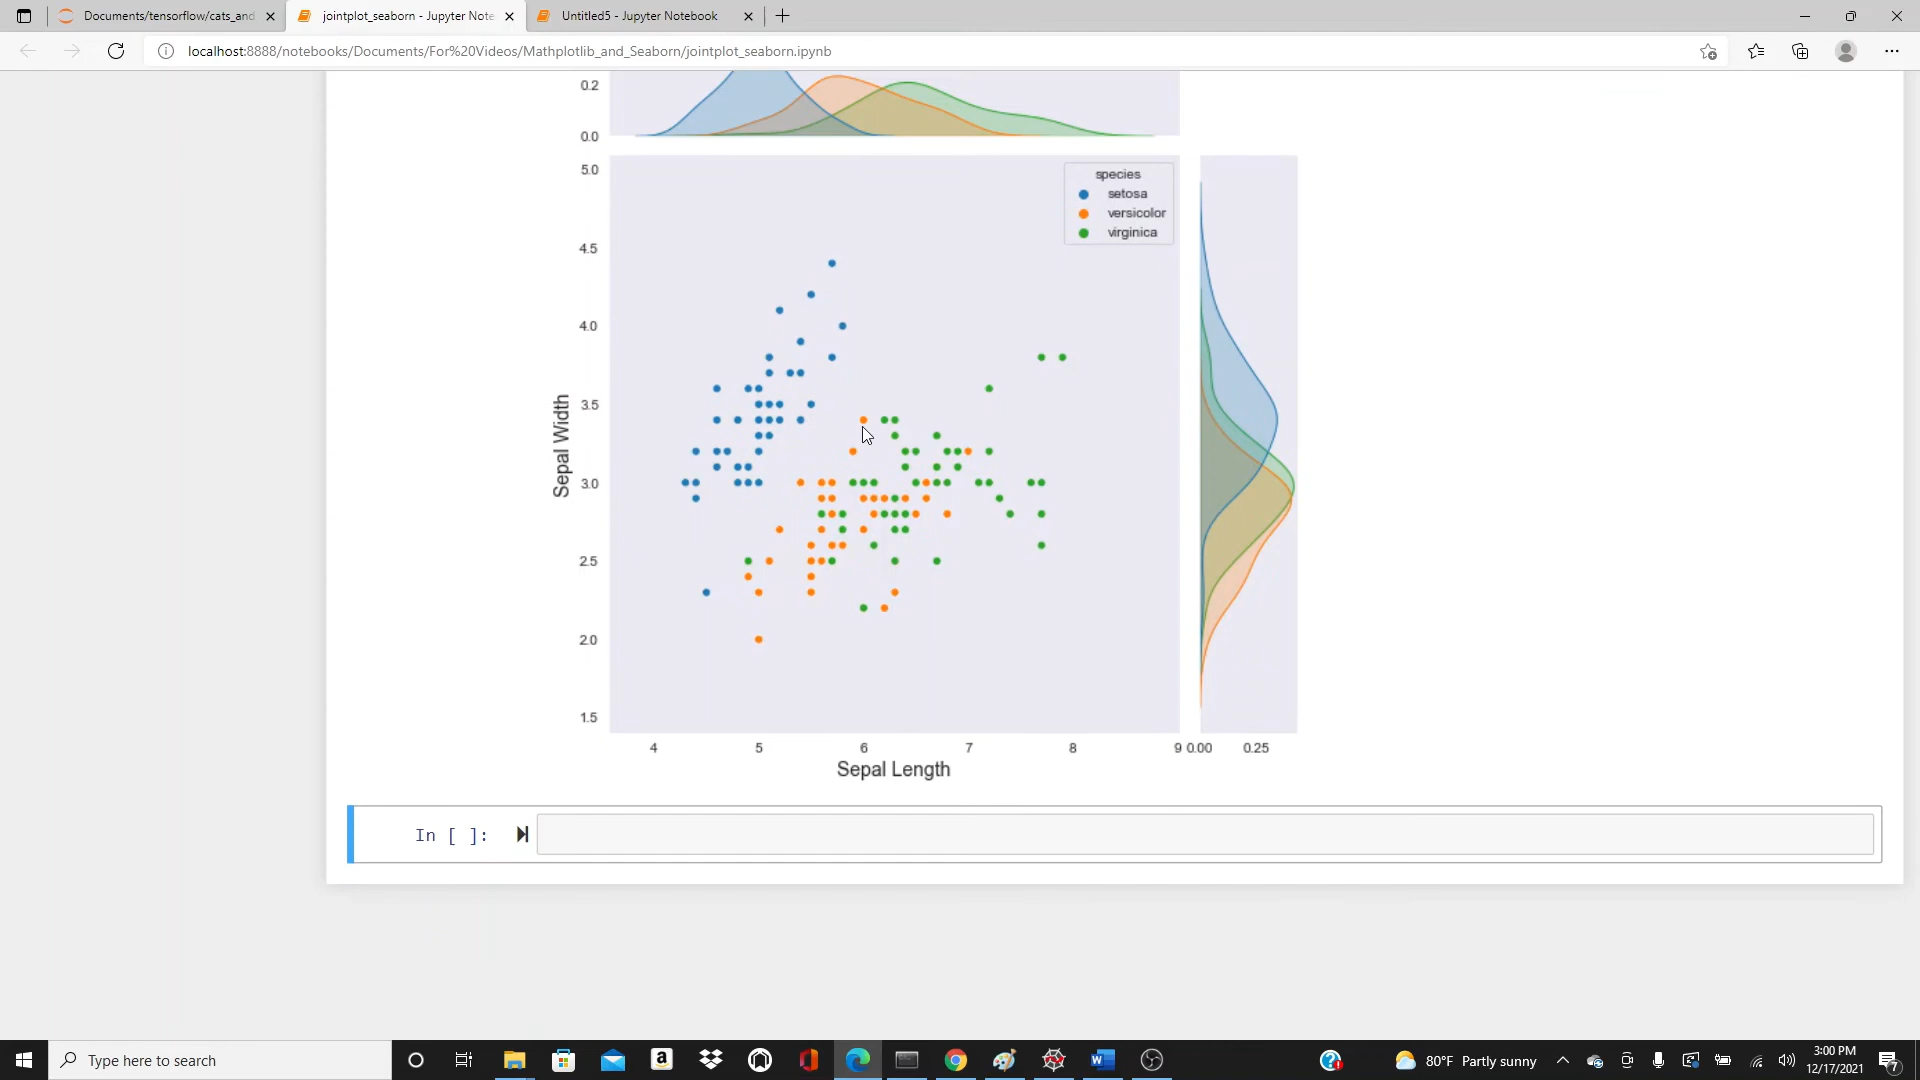 Documents/tensorflow/cats_and
jointplot_seaborn - Jupyter Note
Untitled5 - Jupyter Notebook
localhost:8888/notebooks/Documents/For%20Videos/Mathplotlib_and_Seaborn/jointplot_seaborn.ipynb
0.2
0.0
5.0
4.5
4.0
3.5
3.0
2.5
2.0
1.5
Sepal Width
species
setosa
versicolor
virginica
4 5 6 7 8 9 0.00 0.25
Sepal Length
In [ ]:
Type here to search
80°F Partly sunny
3:00 PM
12/17/2021
7